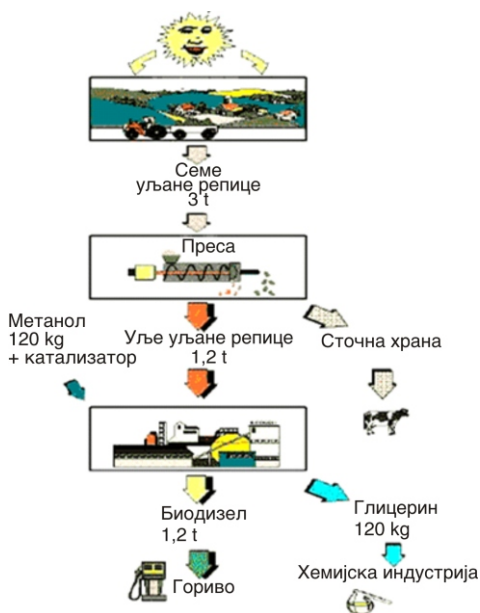 Семе
уљане репице
3 t
Преса
Метанол
120 kg
+ катализатор
Уље уљане репице
1,2 t
Сточна храна
Биодизел
1,2 t
Глицерин
120 kg
Гориво
Хемијска индустрија